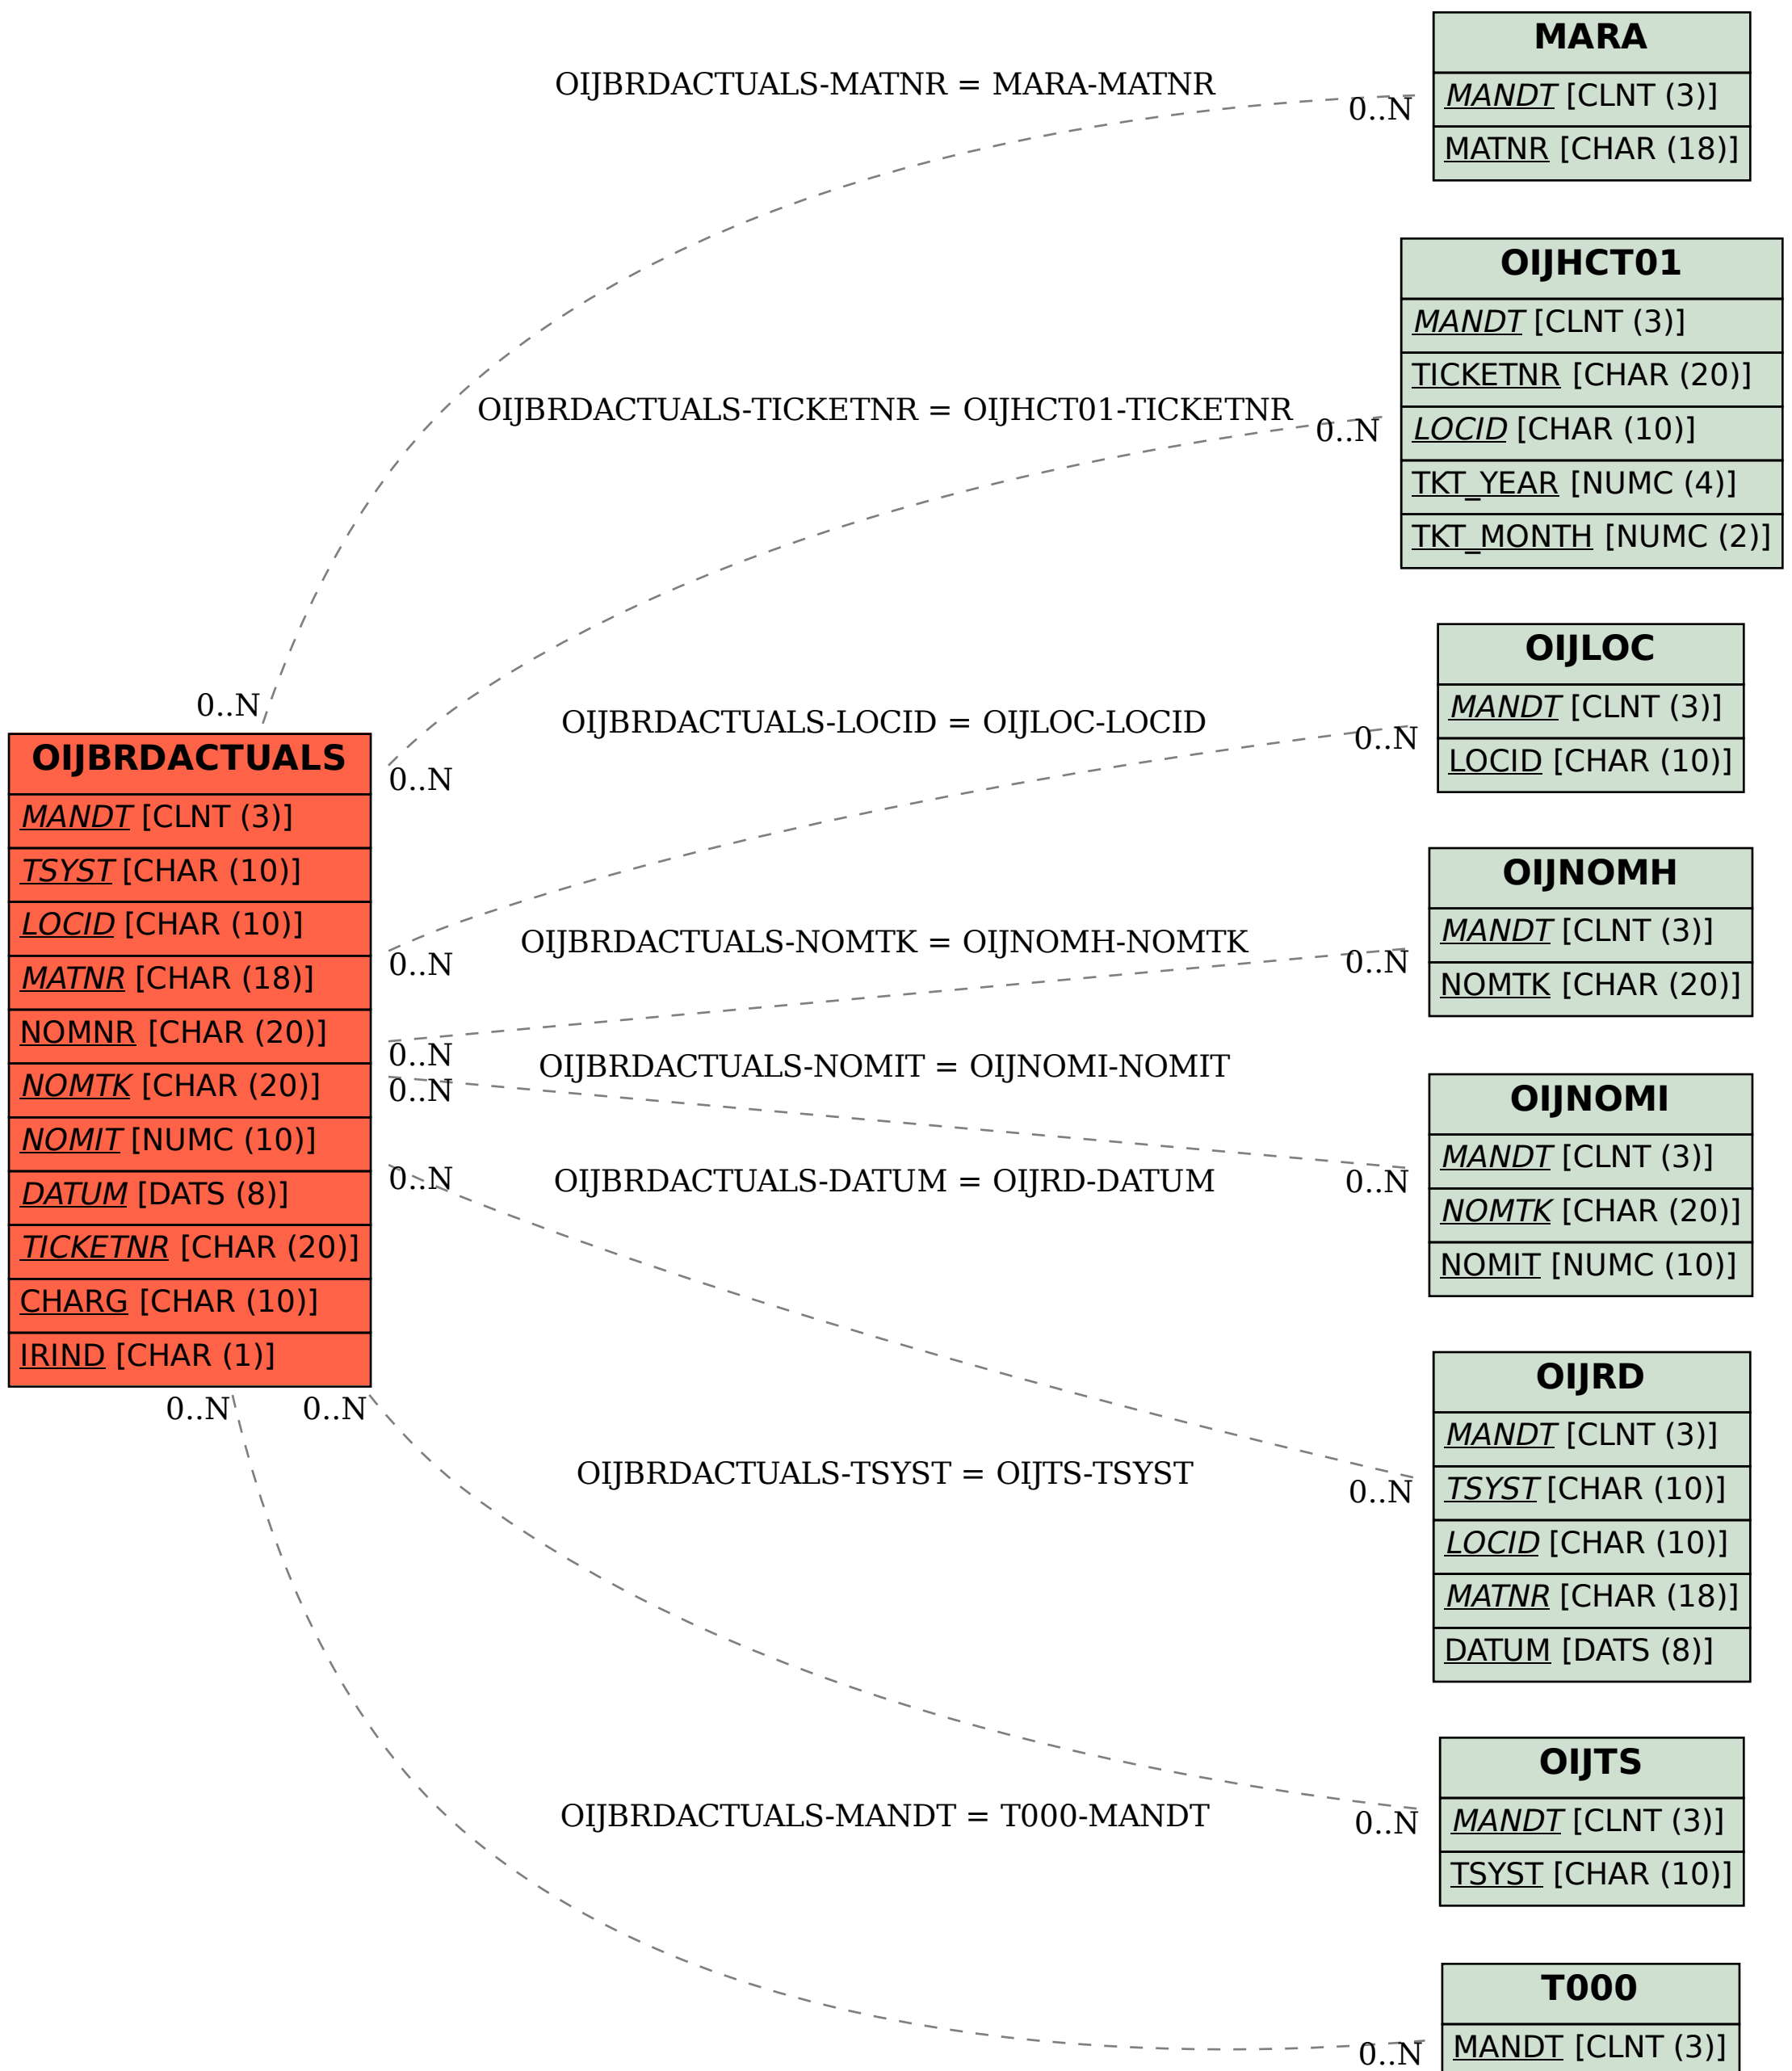 MARA
MANDT [CLNT (3)]
MATNR [CHAR (18)]
OIJBRDACTUALS-MATNR = MARA-MATNR
0..N
0..N
OIJHCT01
MANDT [CLNT (3)]
TICKETNR [CHAR (20)]
LOCID [CHAR (10)]
TKT_YEAR [NUMC (4)]
TKT_MONTH [NUMC (2)]
OIJBRDACTUALS-TICKETNR = OIJHCT01-TICKETNR
0..N
0..N
OIJLOC
MANDT [CLNT (3)]
LOCID [CHAR (10)]
OIJBRDACTUALS-LOCID = OIJLOC-LOCID
0..N
0..N
OIJBRDACTUALS
MANDT [CLNT (3)]
TSYST [CHAR (10)]
LOCID [CHAR (10)]
MATNR [CHAR (18)]
NOMNR [CHAR (20)]
NOMTK [CHAR (20)]
NOMIT [NUMC (10)]
DATUM [DATS (8)]
TICKETNR [CHAR (20)]
CHARG [CHAR (10)]
IRIND [CHAR (1)]
OIJNOMH
MANDT [CLNT (3)]
NOMTK [CHAR (20)]
OIJBRDACTUALS-NOMTK = OIJNOMH-NOMTK
0..N
0..N
OIJNOMI
MANDT [CLNT (3)]
NOMTK [CHAR (20)]
NOMIT [NUMC (10)]
OIJBRDACTUALS-NOMIT = OIJNOMI-NOMIT
0..N
0..N
OIJBRDACTUALS-DATUM = OIJRD-DATUM
0..N
0..N
OIJRD
MANDT [CLNT (3)]
TSYST [CHAR (10)]
LOCID [CHAR (10)]
MATNR [CHAR (18)]
DATUM [DATS (8)]
OIJBRDACTUALS-TSYST = OIJTS-TSYST
0..N
0..N
OIJTS
MANDT [CLNT (3)]
TSYST [CHAR (10)]
OIJBRDACTUALS-MANDT = T000-MANDT
0..N
0..N
T000
MANDT [CLNT (3)]